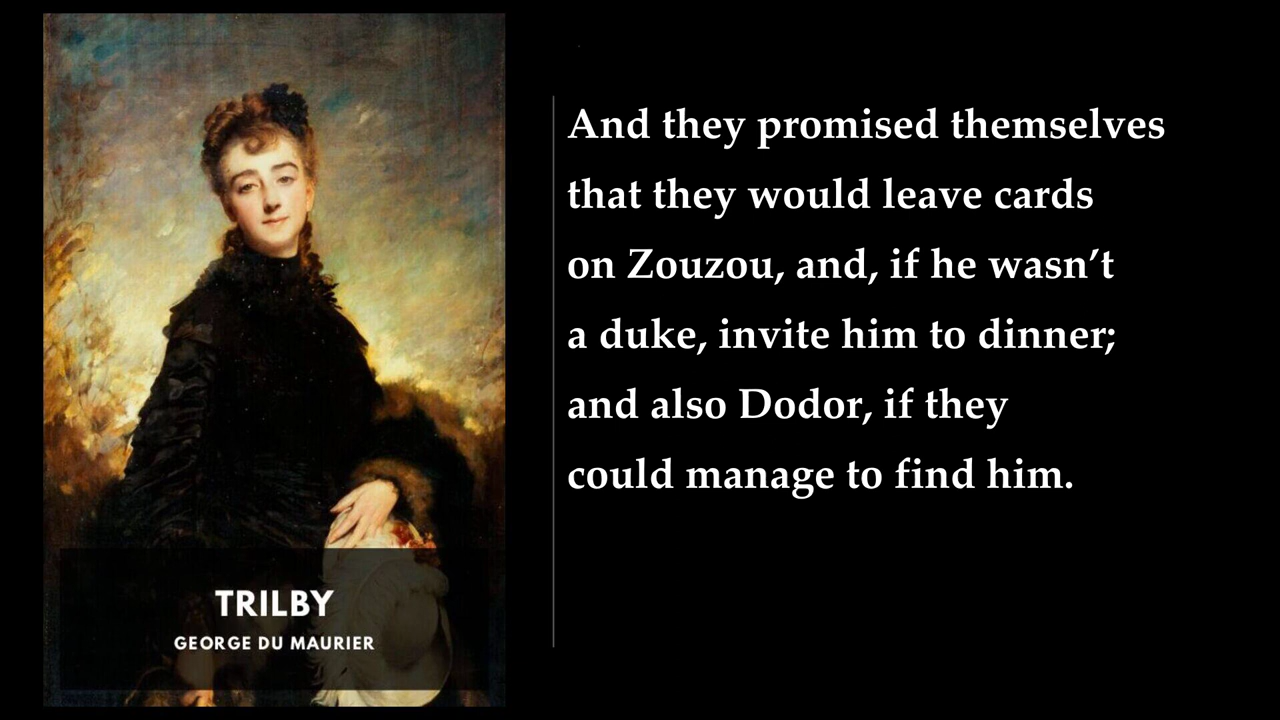 TRILBY
GEORGE DU MAURIER
And they promised themselves
that they would leave cards
on Zouzou, and, if he wasn’t
a duke, invite him to dinner;
and also Dodor, if they
could manage to find him.